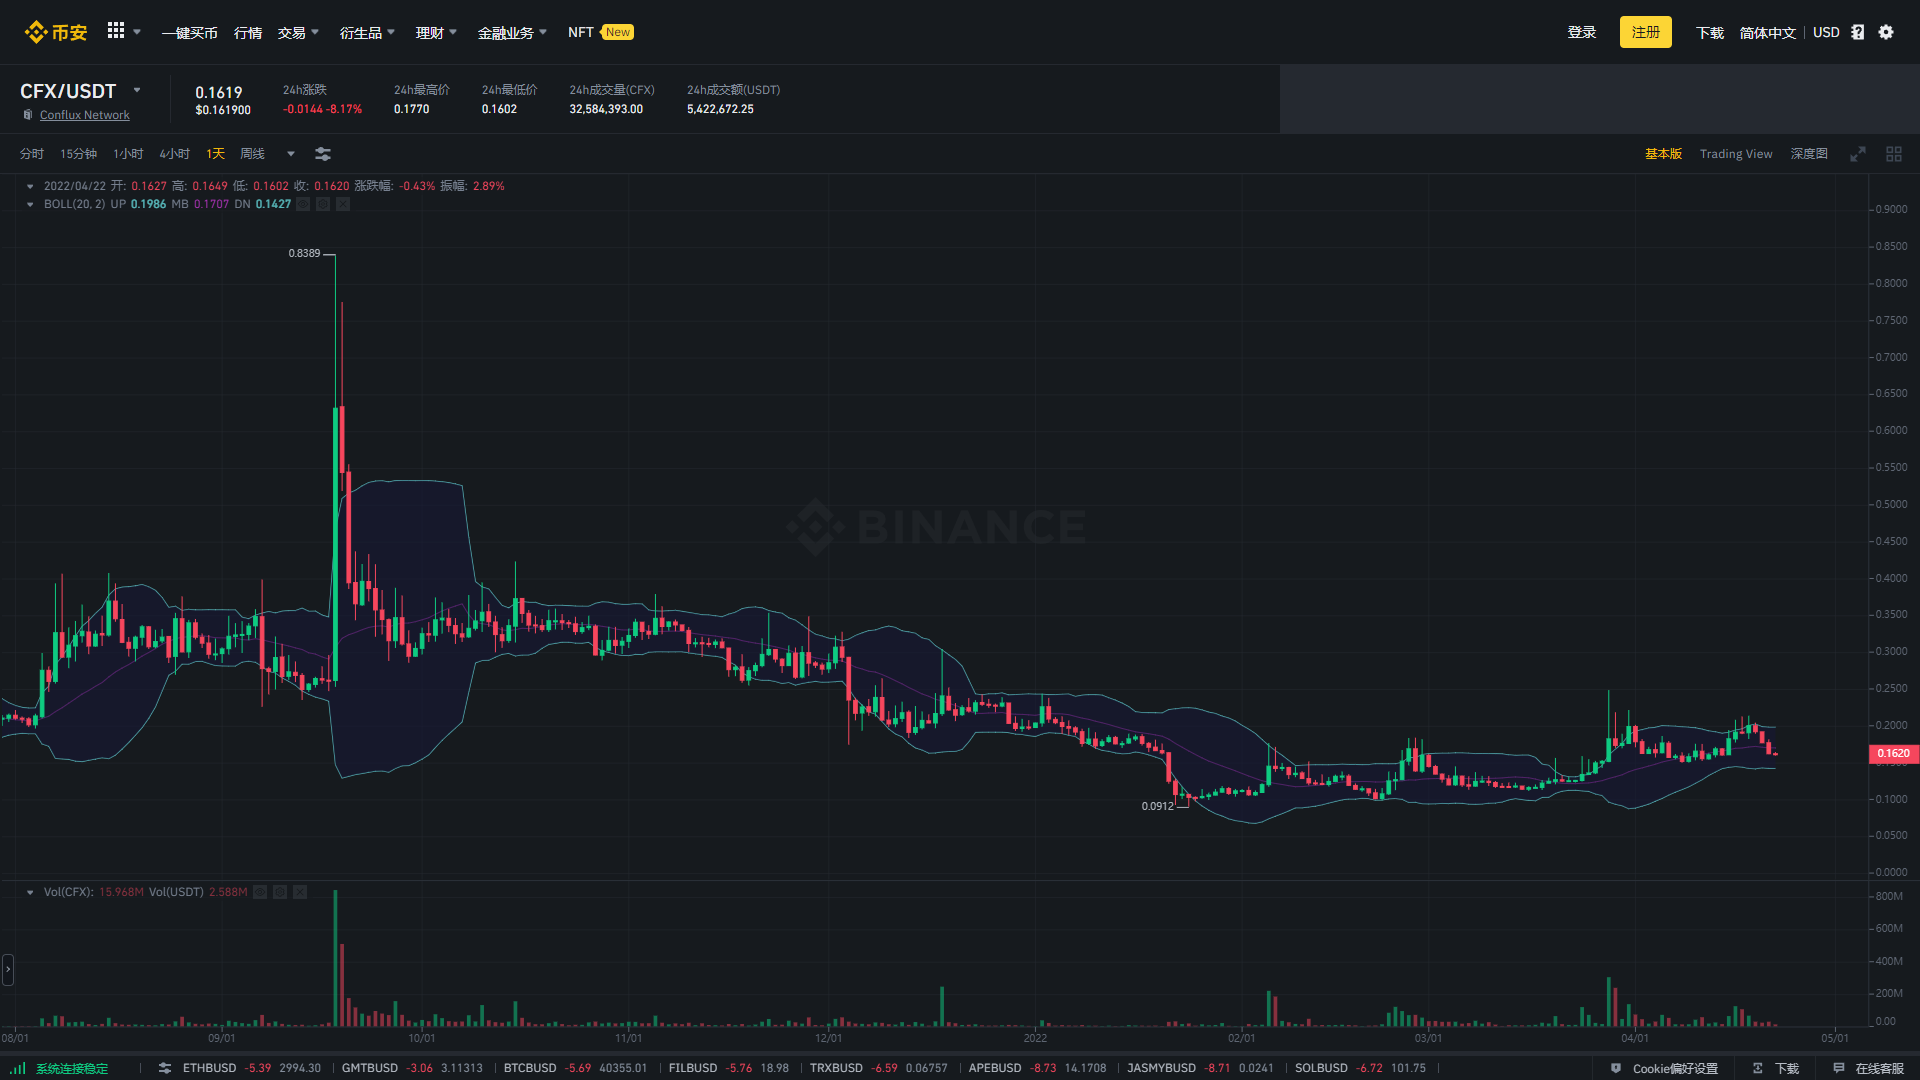 币安 一键买币 行情 交易 衍生品 理财 金融业务 NFT New 登录 注册 下载 简体中文 USD
CFX/USDT
Conflux Network
0.1619
$0.161900
24h涨跌
-0.0144 -8.17%
24h最高价
0.1770
24h最低价
0.1602
24h成交量(CFX)
32,584,393.00
24h成交额(USDT)
5,422,672.25
分时 15分钟 1小时 4小时 1天 周线 基本版 Trading View 深度图
2022/04/22 开: 0.1627 高: 0.1649 低: 0.1602 收: 0.1620 涨跌幅: -0.43% 振幅: 2.89%
BOLL(20, 2) UP 0.1986 MB 0.1707 DN 0.1427
0.8389
0.0912
BINANCE
0.9000
0.8500
0.8000
0.7500
0.7000
0.6500
0.6000
0.5500
0.5000
0.4500
0.4000
0.3500
0.3000
0.2500
0.2000
0.1620
0.1000
0.0500
0.0000
Vol(CFX): 15.968M Vol(USDT) 2.588M
800M
600M
400M
200M
0.00
08/01 09/01 10/01 11/01 12/01 2022 02/01 03/01 04/01 05/01
系统连接稳定 ETHBUSD -5.39 2994.30 GMTBUSD -3.06 3.11313 BTCBUSD -5.69 40355.01 FILBUSD -5.76 18.98 TRXBUSD -6.59 0.06757 APEBUSD -8.73 14.1708 JASMYBUSD -8.71 0.0241 SOLBUSD -6.72 101.75 Cookie偏好设置 下载 在线客服